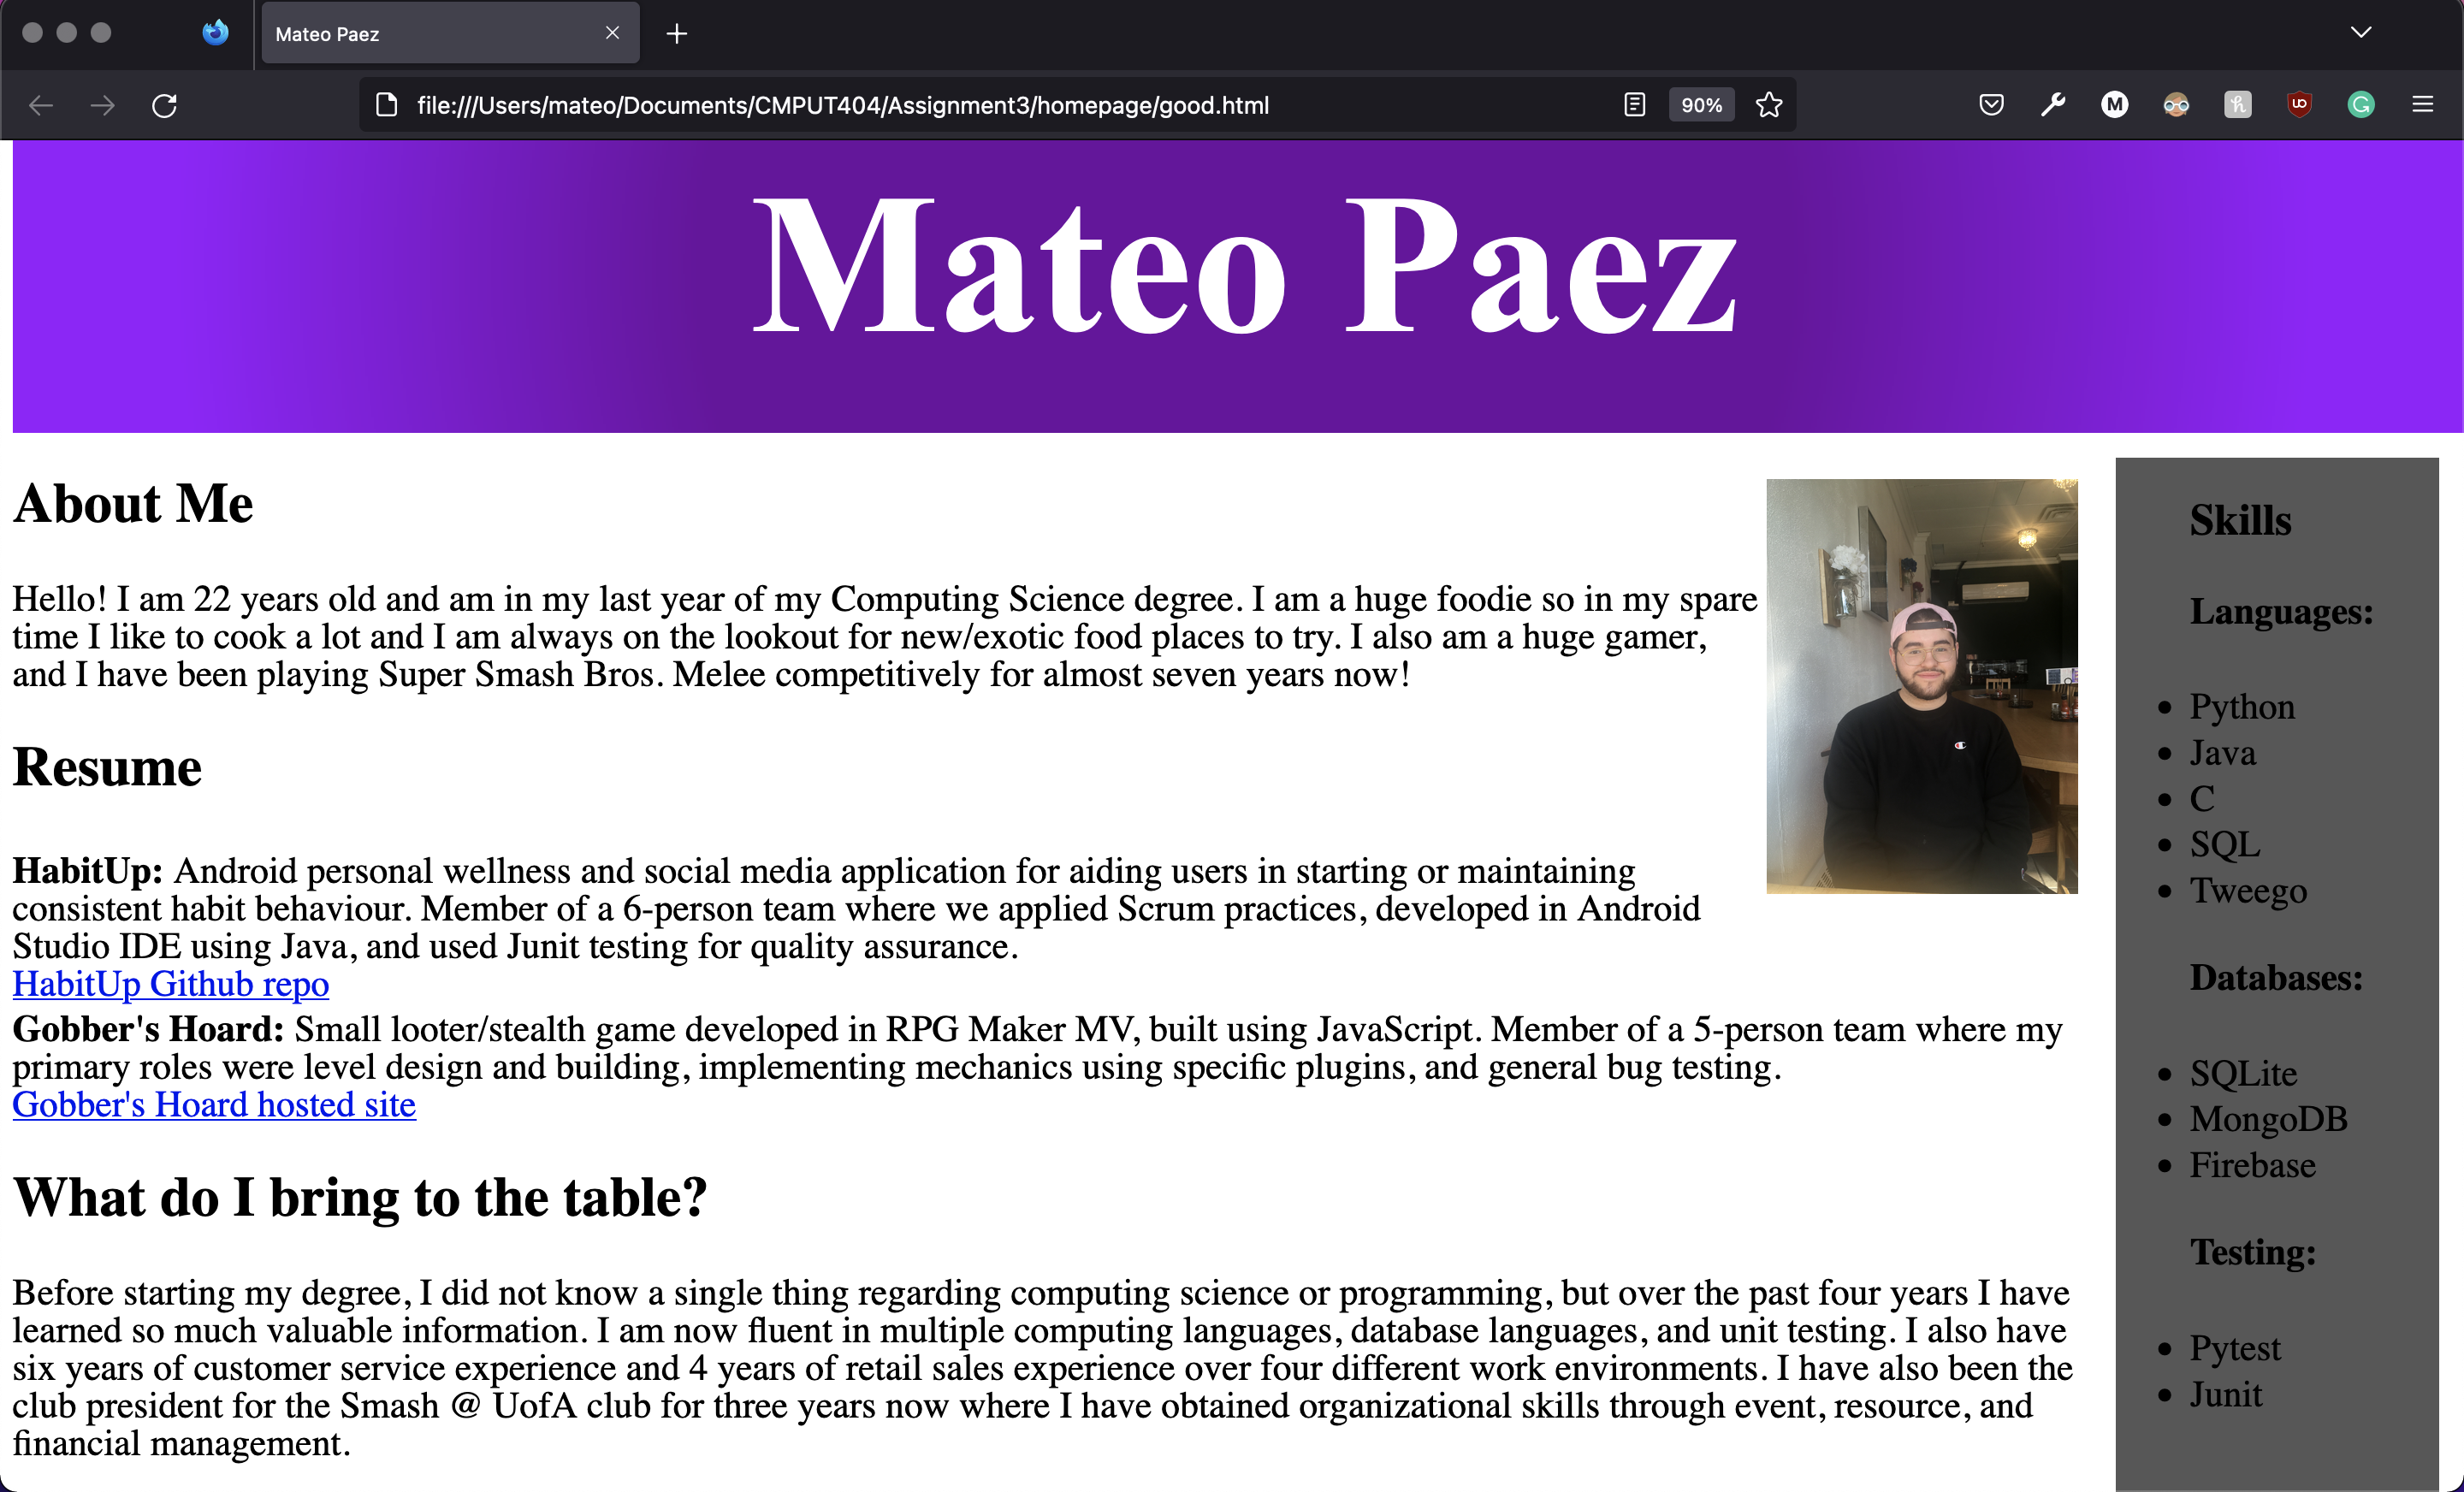 Mateo Paez
file:///Users/mateo/Documents/CMPUT404/Assignment3/homepage/good.html
90%
Mateo Paez
About Me
Hello! I am 22 years old and am in my last year of my Computing Science degree. I am a huge foodie so in my spare
time I like to cook a lot and I am always on the lookout for new/exotic food places to try. I also am a huge gamer,
and I have been playing Super Smash Bros. Melee competitively for almost seven years now!
Resume
HabitUp: Android personal wellness and social media application for aiding users in starting or maintaining
consistent habit behaviour. Member of a 6-person team where we applied Scrum practices, developed in Android
Studio IDE using Java, and used Junit testing for quality assurance.
HabitUp Github repo
Gobber's Hoard: Small looter/stealth game developed in RPG Maker MV, built using JavaScript. Member of a 5-person team where my
primary roles were level design and building, implementing mechanics using specific plugins, and general bug testing.
Gobber's Hoard hosted site
What do I bring to the table?
Before starting my degree, I did not know a single thing regarding computing science or programming, but over the past four years I have
learned so much valuable information. I am now fluent in multiple computing languages, database languages, and unit testing. I also have
six years of customer service experience and 4 years of retail sales experience over four different work environments. I have also been the
club president for the Smash @ UofA club for three years now where I have obtained organizational skills through event, resource, and
financial management.
Skills
Languages:
Python
Java
C
SQL
Tweego
Databases:
SQLite
MongoDB
Firebase
Testing:
Pytest
Junit